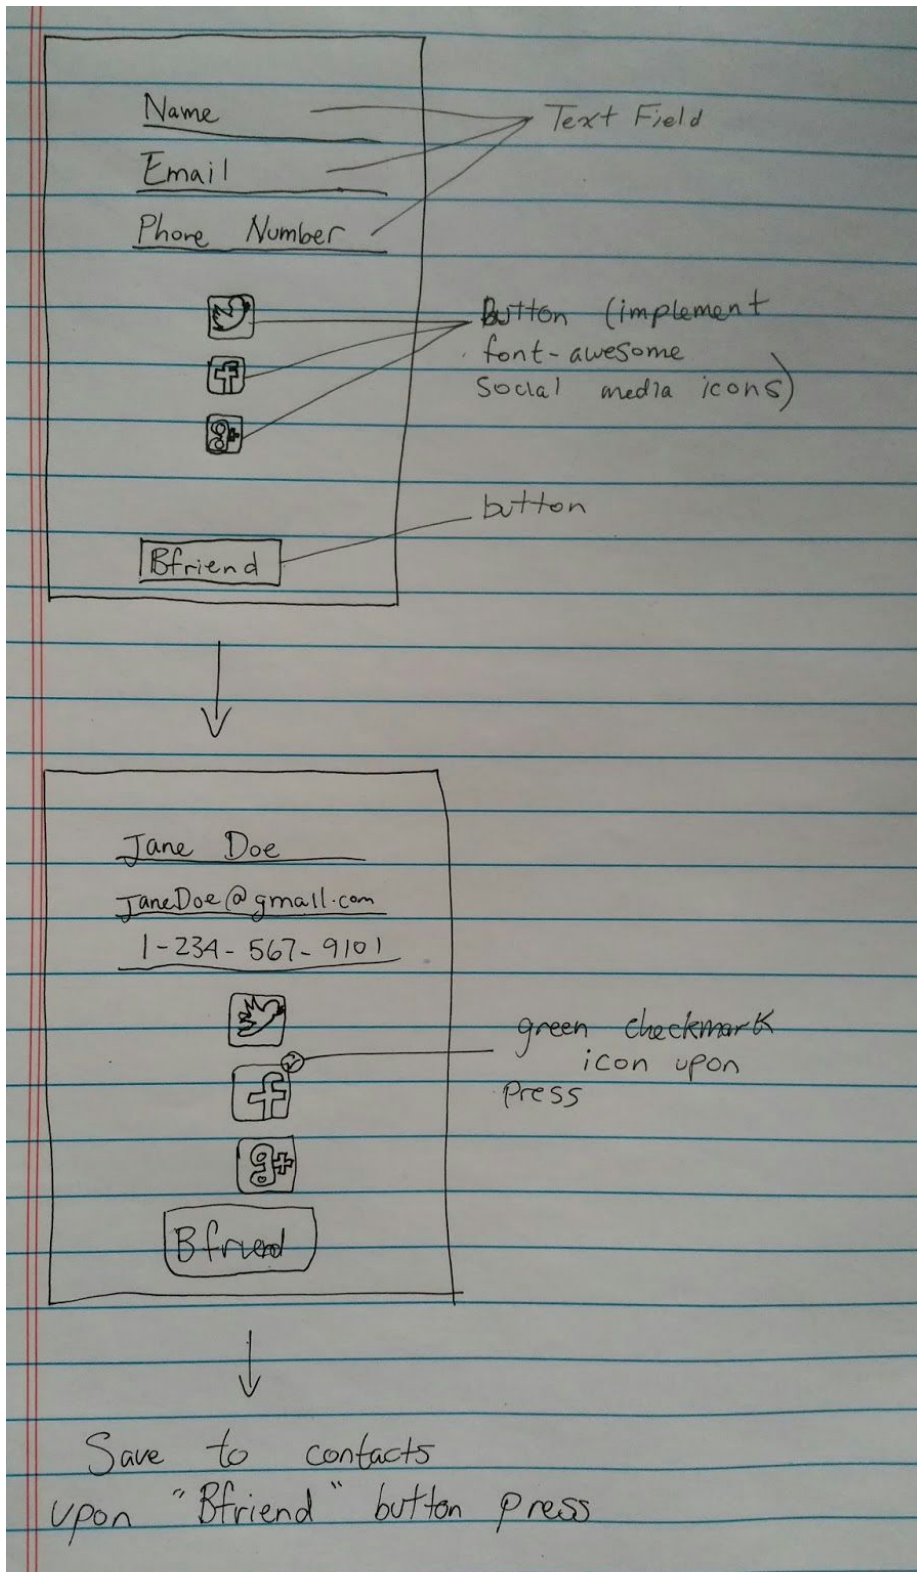 Name
Text Field
Email
Phone Number
Button (implement
font-awesome
social media icons)
f
g+
button
Bfriend
Jane Doe
JaneDoe@gmail.com
1-234-567-9101
green checkmark
icon upon
press
f
g+
Bfriend
Save to contacts
upon "Bfriend" button press